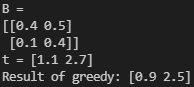 B =
[[0.4 0.5]
 [0.1 0.4]]
t = [1.1 2.7]
Result of greedy: [0.9 2.5]